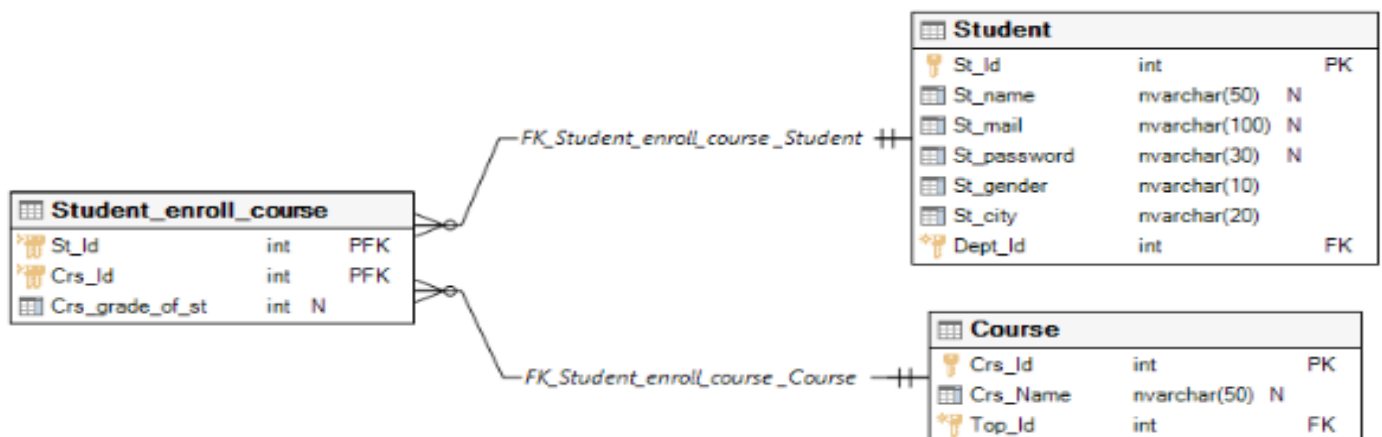 Student
St_Id int PK
St_name nvarchar(50) N
St_mail nvarchar(100) N
St_password nvarchar(30) N
St_gender nvarchar(10)
St_city nvarchar(20)
Dept_Id int FK
FK_Student_enroll_course _Student
Student_enroll_course
St_Id int PFK
Crs_Id int PFK
Crs_grade_of_st int N
FK_Student_enroll_course _Course
Course
Crs_Id int PK
Crs_Name nvarchar(50) N
Top_Id int FK